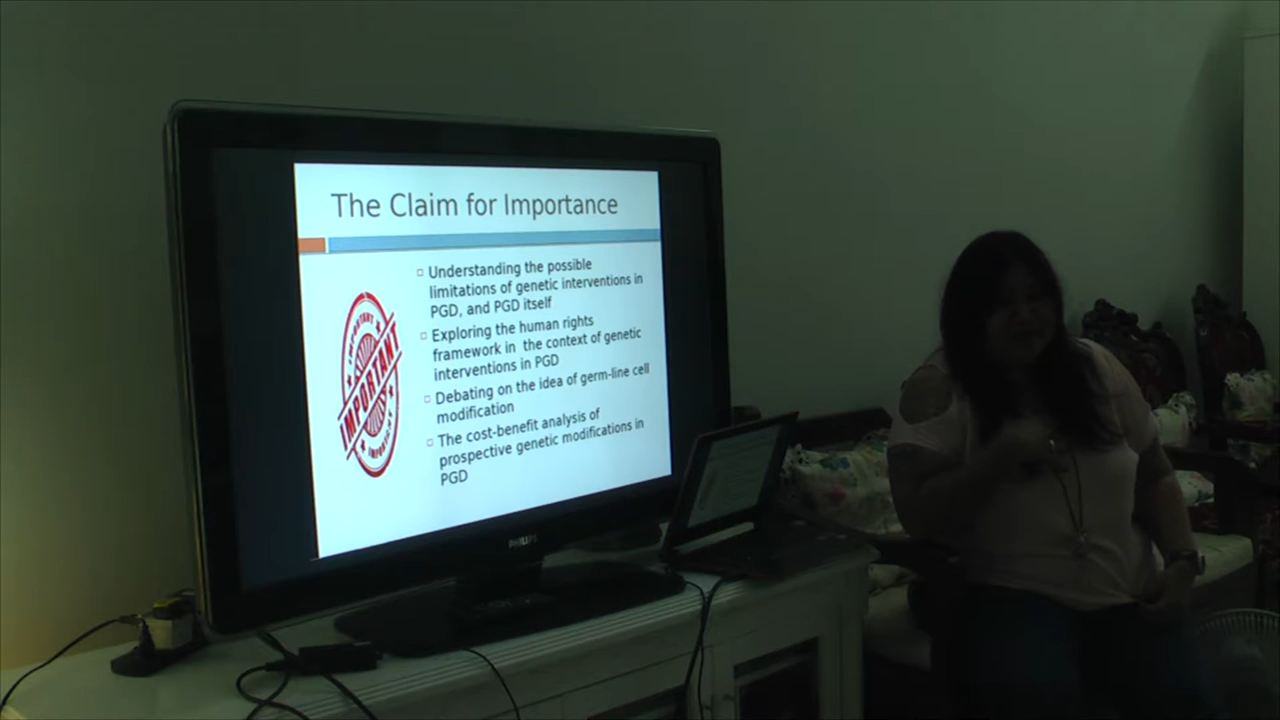 The Claim for Importance
Understanding the possible
limitations of genetic interventions in
PGD, and PGD itself
Exploring the human rights
framework in the context of genetic
interventions in PGD
Debating on the idea of germ-line cell
modification
The cost-benefit analysis of
prospective genetic modifications in
PGD
IMPORTANT
IMPORTANT
IMPORTANT
PHILIPS